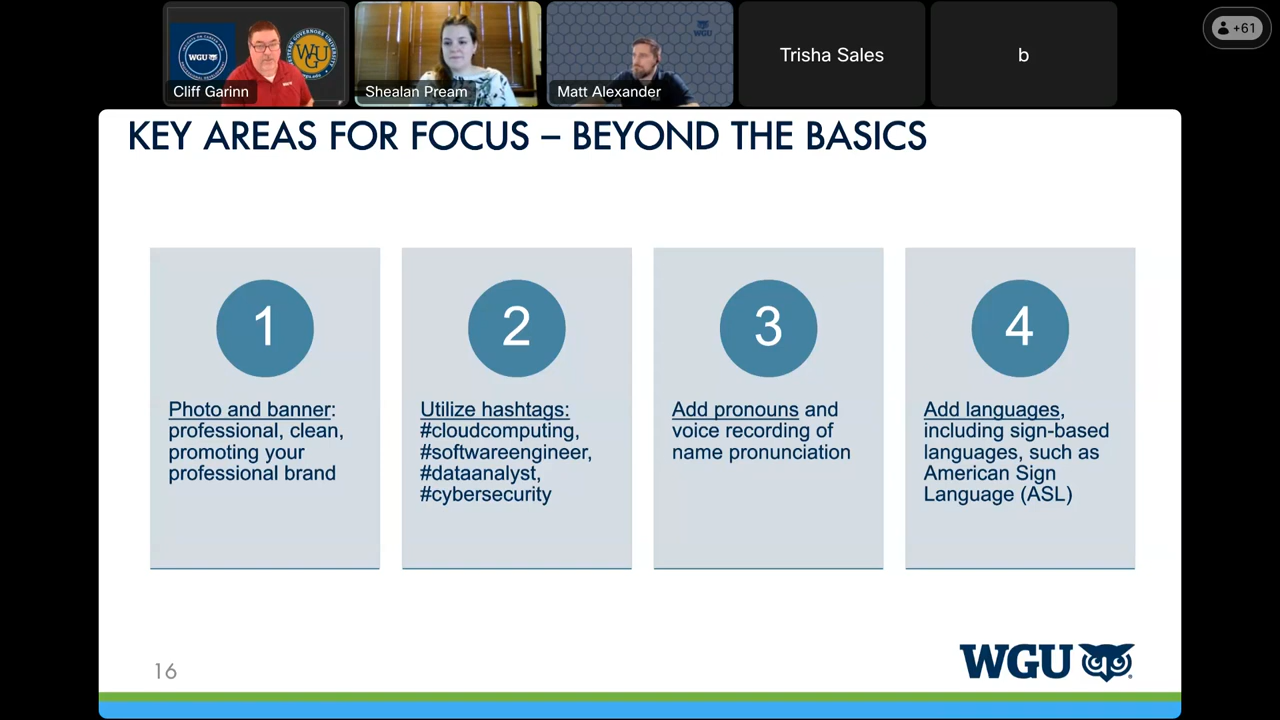 WGU
WGU
WGU
+61
Cliff Garinn
Shealan Pream
Matt Alexander
Trisha Sales
b
KEY AREAS FOR FOCUS – BEYOND THE BASICS
1
Photo and banner:
professional, clean,
promoting your
professional brand
2
Utilize hashtags:
#cloudcomputing,
#softwareengineer,
#dataanalyst,
#cybersecurity
3
Add pronouns and
voice recording of
name pronunciation
4
Add languages,
including sign-based
languages, such as
American Sign
Language (ASL)
16
WGU